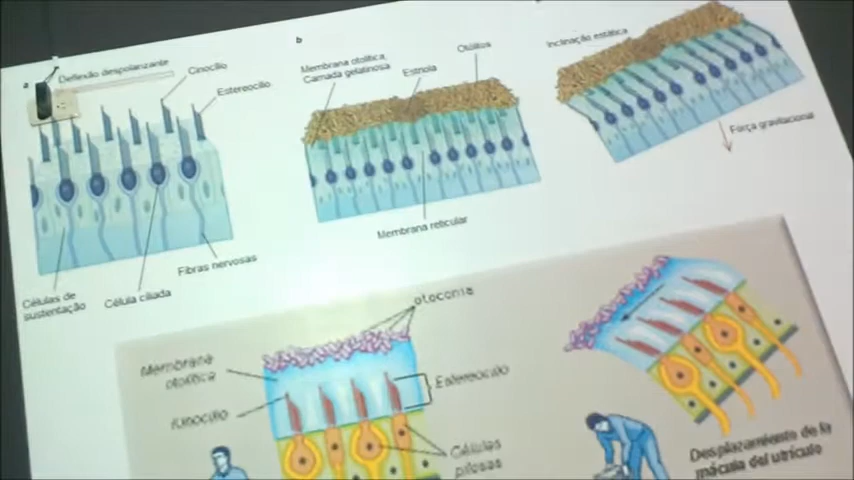 a
Deflexão despolarizante
Cinocílio
Estereocílio
Células de
sustentação
Célula ciliada
Fibras nervosas
b
Membrana otolítica,
Camada gelatinosa
Estríola
Otólitos
Membrana reticular
Inclinação estática
Força gravitacional
Membrana
otolítica
otoconia
Estereocilio
Células
pilosas
Desplazamiento de la
mácula del utrículo